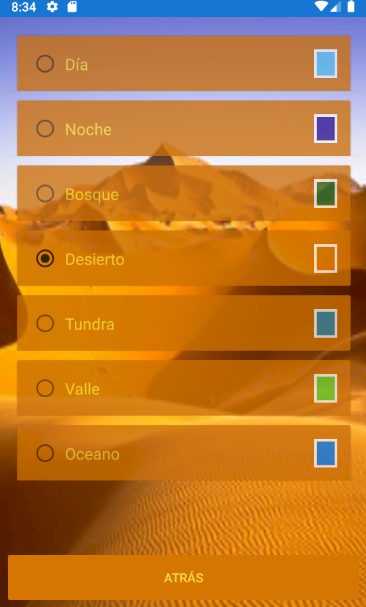 8:34
Día
Noche
Bosque
Desierto
Tundra
Valle
Oceano
ATRÁS